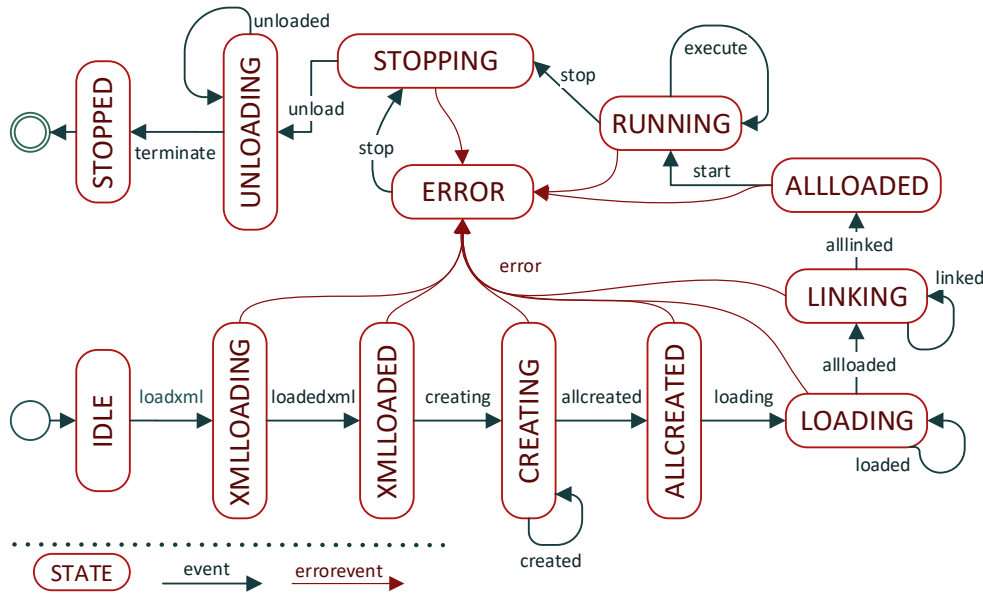 unloaded
STOPPING
execute
stop
UNLOADING
STOPPED
unload
RUNNING
terminate
stop
start
ERROR
ALLLOADED
alllinked
error
linked
LINKING
allloaded
IDLE
loadxml
XMLLOADING
loadedxml
XMLLOADED
creating
CREATING
allcreated
ALLCREATED
loading
LOADING
loaded
created
STATE
event
errorevent